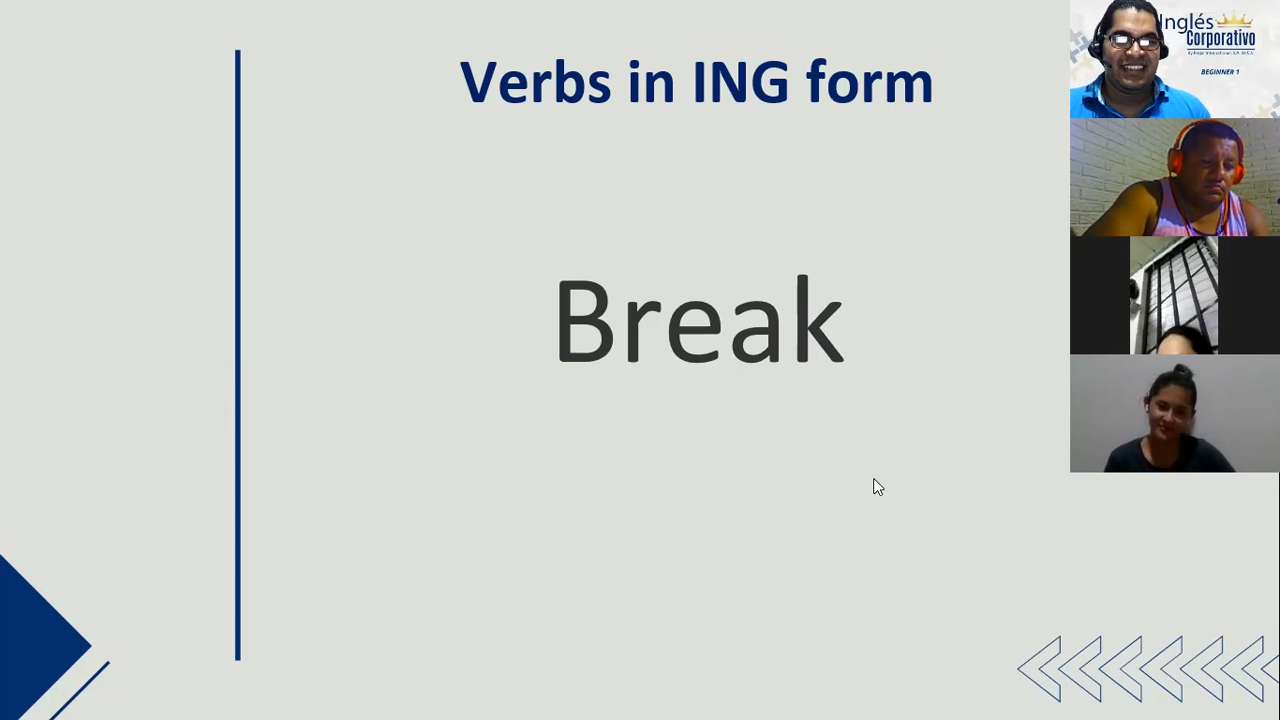 Verbs in ING form
Break
Inglés
Corporativo
BEGINNER 1